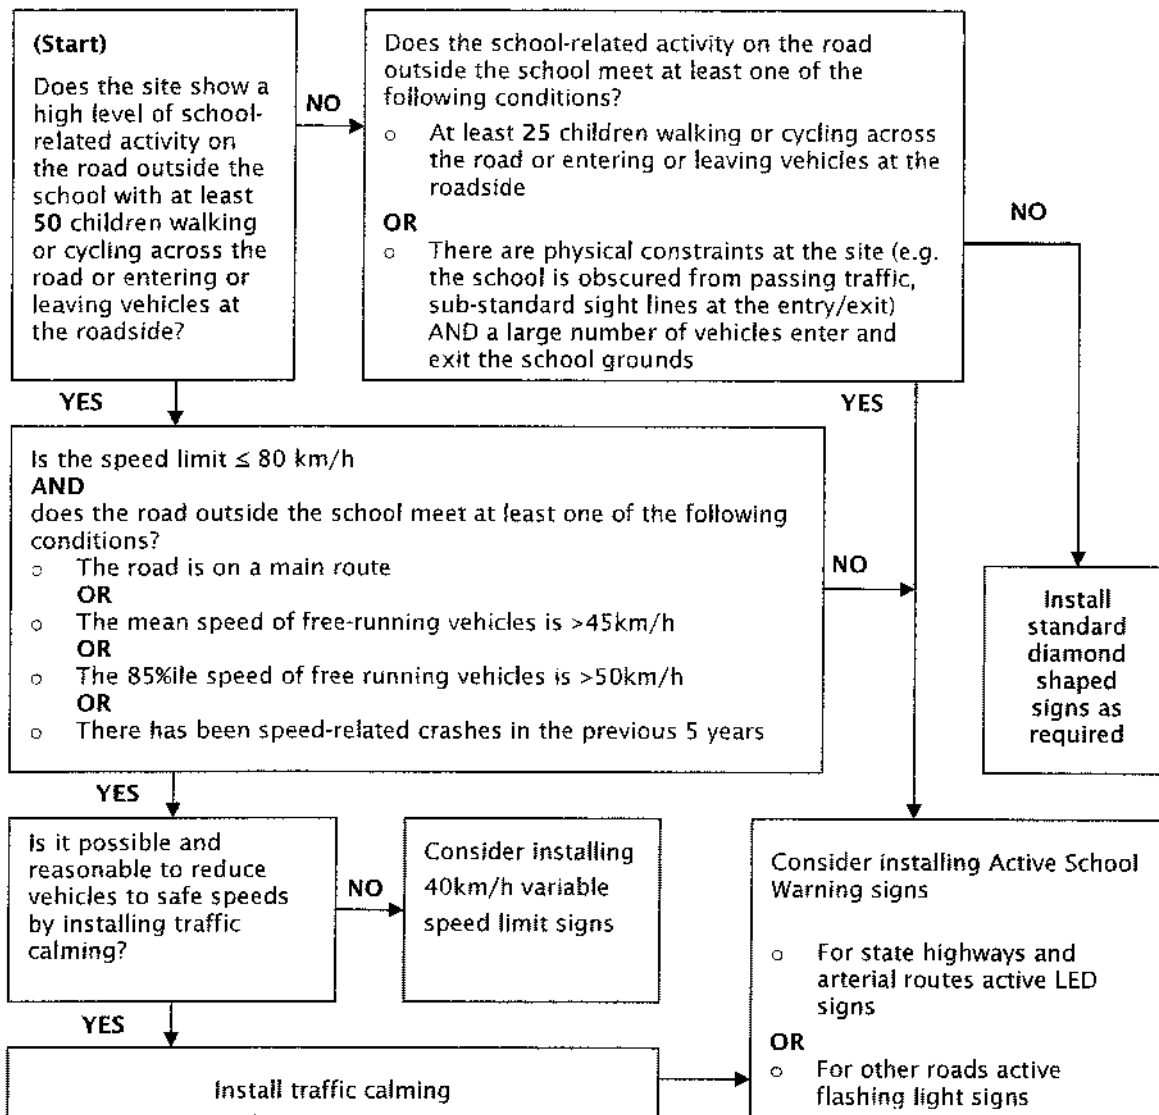 (Start)
Does the site show a
high level of school-
related activity on
the road outside the
school with at least
50 children walking
or cycling across the
road or entering or
leaving vehicles at
the roadside?
NO
Does the school-related activity on the road
outside the school meet at least one of the
following conditions?
o At least 25 children walking or cycling across
the road or entering or leaving vehicles at the
roadside
OR
o There are physical constraints at the site (e.g.
the school is obscured from passing traffic,
sub-standard sight lines at the entry/exit)
AND a large number of vehicles enter and
exit the school grounds
NO
YES
YES
Is the speed limit ≤ 80 km/h
AND
does the road outside the school meet at least one of the following
conditions?
o The road is on a main route
OR
o The mean speed of free-running vehicles is >45km/h
OR
o The 85%ile speed of free running vehicles is >50km/h
OR
o There has been speed-related crashes in the previous 5 years
NO
Install
standard
diamond
shaped
signs as
required
YES
Is it possible and
reasonable to reduce
vehicles to safe speeds
by installing traffic
calming?
NO
Consider installing
40km/h variable
speed limit signs
Consider installing Active School
Warning signs
o For state highways and
arterial routes active LED
signs
OR
o For other roads active
flashing light signs
YES
Install traffic calming